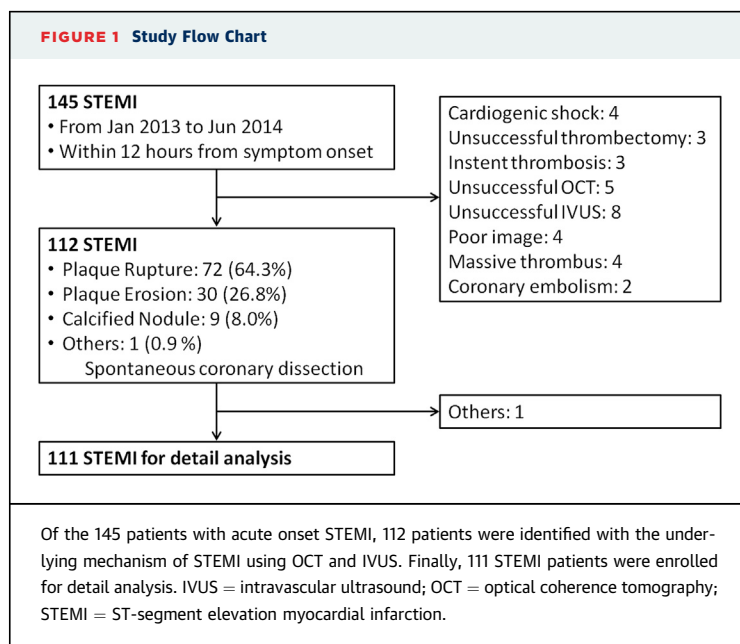 FIGURE 1 Study Flow Chart
145 STEMI
• From Jan 2013 to Jun 2014
• Within 12 hours from symptom onset
Cardiogenic shock: 4
Unsuccessful thrombectomy: 3
Instent thrombosis: 3
Unsuccessful OCT: 5
Unsuccessful IVUS: 8
Poor image: 4
Massive thrombus: 4
Coronary embolism: 2
112 STEMI
• Plaque Rupture: 72 (64.3%)
• Plaque Erosion: 30 (26.8%)
• Calcified Nodule: 9 (8.0%)
• Others: 1 (0.9 %)
Spontaneous coronary dissection
Others: 1
111 STEMI for detail analysis
Of the 145 patients with acute onset STEMI, 112 patients were identified with the under-
lying mechanism of STEMI using OCT and IVUS. Finally, 111 STEMI patients were enrolled
for detail analysis. IVUS = intravascular ultrasound; OCT = optical coherence tomography;
STEMI = ST-segment elevation myocardial infarction.